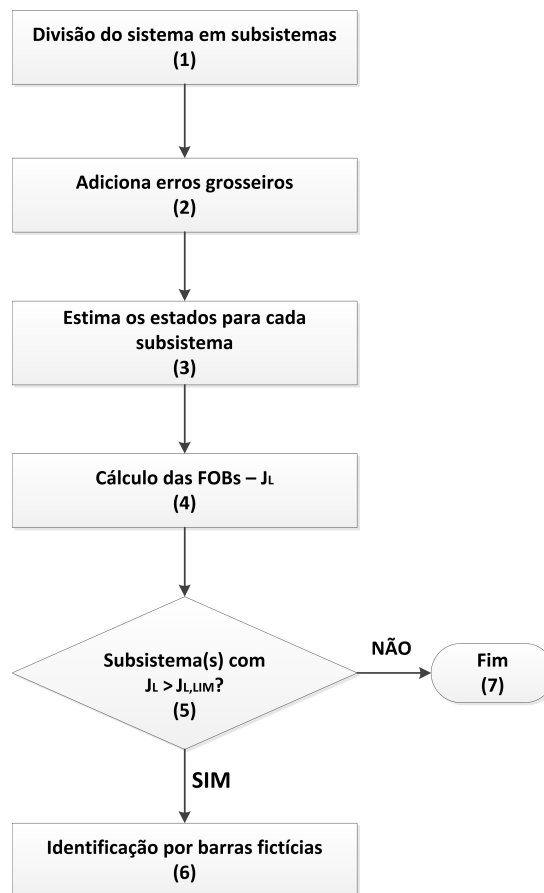 Divisão do sistema em subsistemas
(1)
Adiciona erros grosseiros
(2)
Estima os estados para cada
subsistema
(3)
Cálculo das FOBs – JL
(4)
Subsistema(s) com
JL > JL,LIM?
(5)
NÃO
Fim
(7)
SIM
Identificação por barras fictícias
(6)